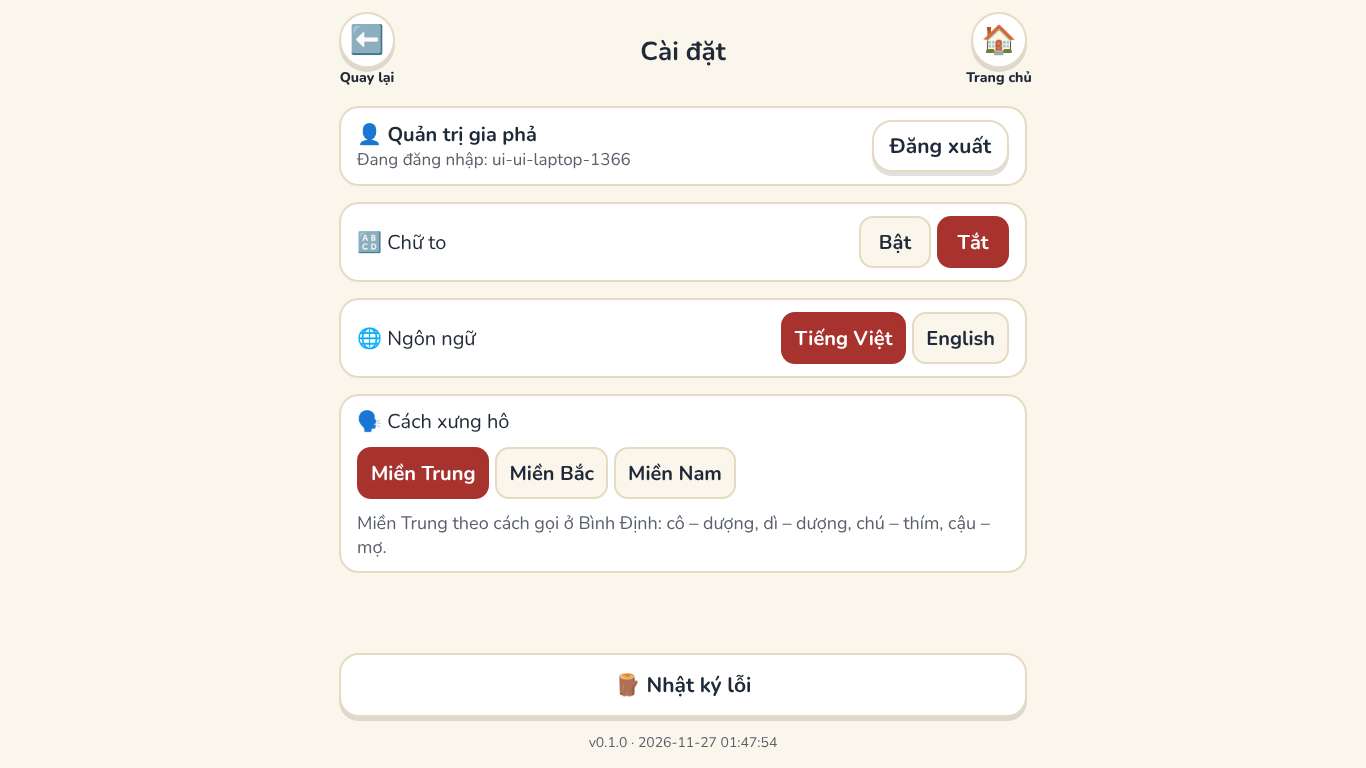 Cài đặt
Quay lại
Trang chủ
Quản trị gia phả
Đang đăng nhập: ui-ui-laptop-1366
Đăng xuất
Chữ to
Bật
Tắt
Ngôn ngữ
Tiếng Việt
English
Cách xưng hô
Miền Trung
Miền Bắc
Miền Nam
Miền Trung theo cách gọi ở Bình Định: cô – dượng, dì – dượng, chú – thím, cậu –
mợ.
Nhật ký lỗi
v0.1.0 · 2026-11-27 01:47:54